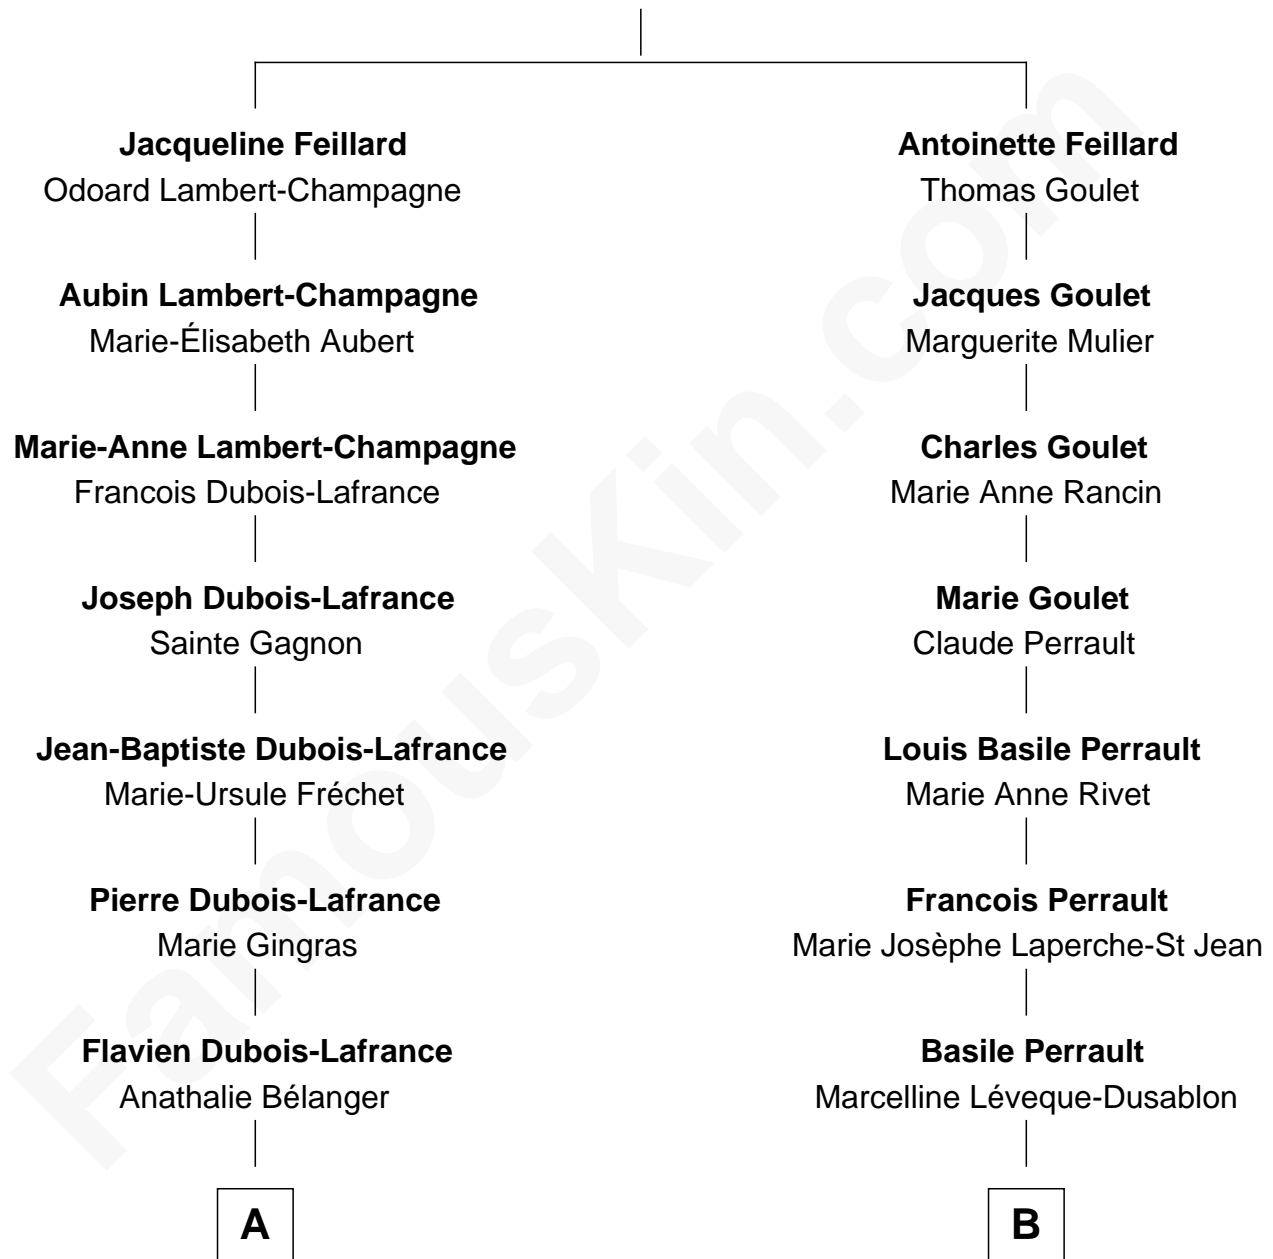 Jacqueline Feillard
Odoard Lambert-Champagne
Aubin Lambert-Champagne
Marie-Élisabeth Aubert
Marie-Anne Lambert-Champagne
Francois Dubois-Lafrance
Joseph Dubois-Lafrance
Sainte Gagnon
Jean-Baptiste Dubois-Lafrance
Marie-Ursule Fréchet
Pierre Dubois-Lafrance
Marie Gingras
Flavien Dubois-Lafrance
Anathalie Bélanger
A
Antoinette Feillard
Thomas Goulet
Jacques Goulet
Marguerite Mulier
Charles Goulet
Marie Anne Rancin
Marie Goulet
Claude Perrault
Louis Basile Perrault
Marie Anne Rivet
Francois Perrault
Marie Josèphe Laperche-St Jean
Basile Perrault
Marcelline Léveque-Dusablon
B
FamousKin.com